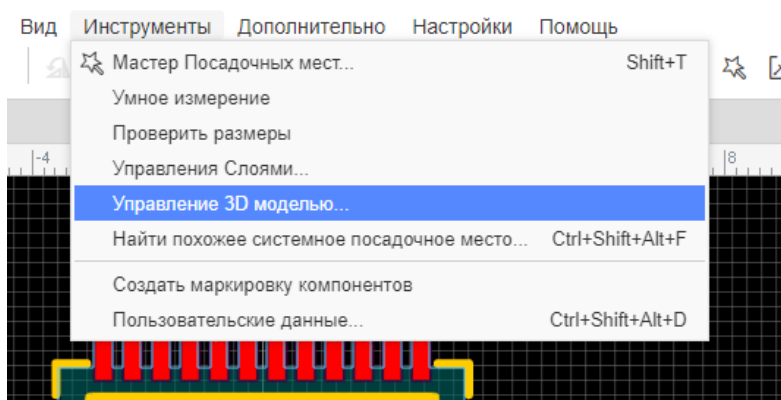 Вид Инструменты Дополнительно Настройки Помощь
Мастер Посадочных мест... Shift+T
Умное измерение
Проверить размеры
-4 8
Управления Слоями...
Управление 3D моделью...
Найти похожее системное посадочное место... Ctrl+Shift+Alt+F
Создать маркировку компонентов
Пользовательские данные... Ctrl+Shift+Alt+D